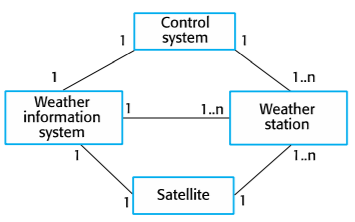 Control
system
1
1
1
1..n
Weather
information
system
1
1..n
Weather
station
1
1..n
1
Satellite
1